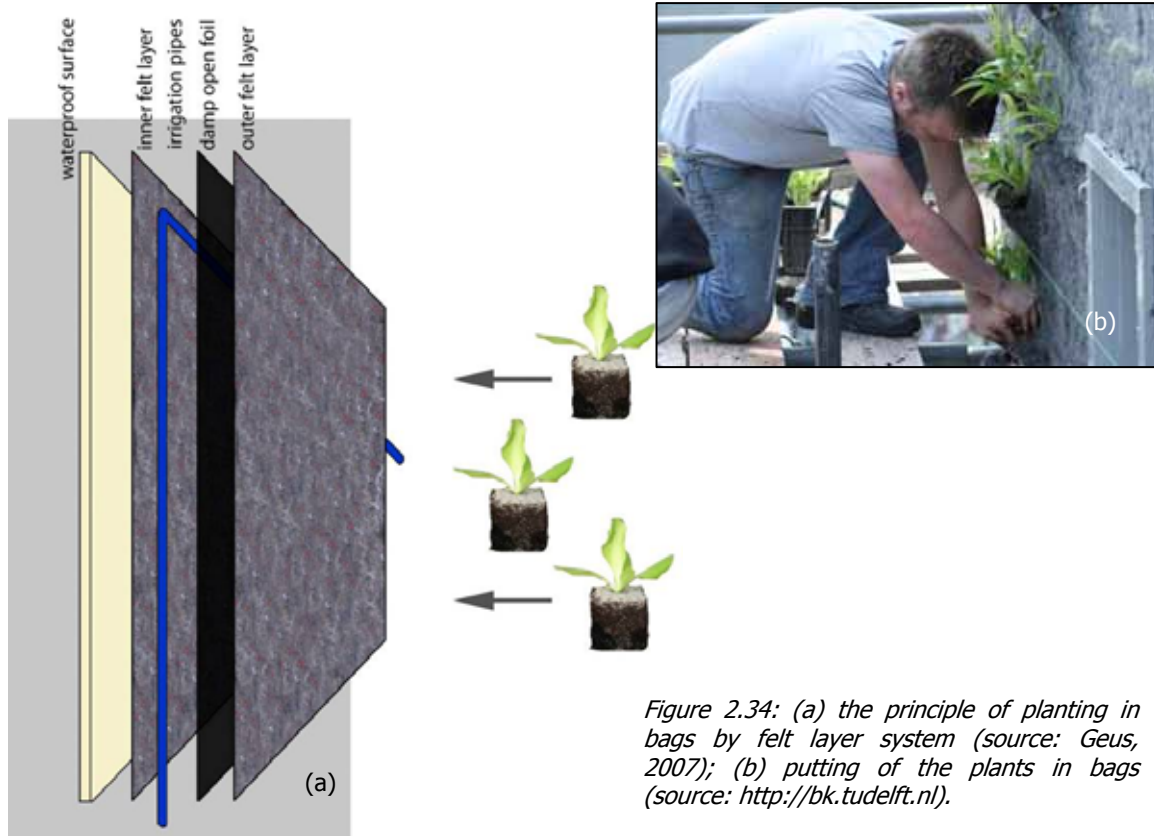 waterproof surface
inner felt layer
irrigation pipes
damp open foil
outer felt layer
(b)
(a)
Figure 2.34: (a) the principle of planting in
bags by felt layer system (source: Geus,
2007); (b) putting of the plants in bags
(source: http://bk.tudelft.nl).